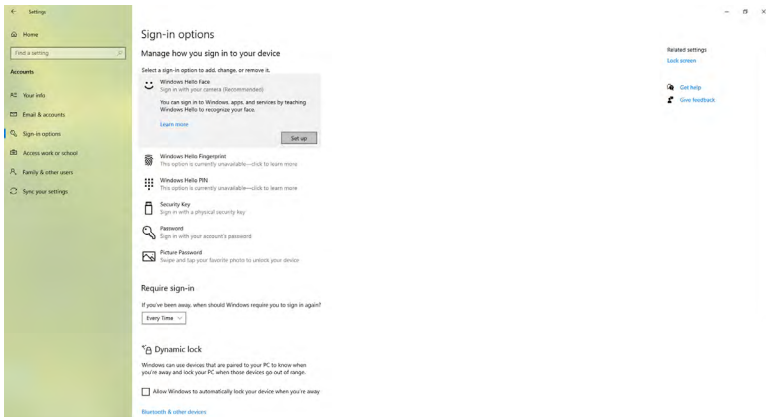 Settings
Home
Find a setting
Accounts
Your info
Email & accounts
Sign-in options
Access work or school
Family & other users
Sync your settings
Sign-in options
Manage how you sign in to your device
Select a sign-in option to add, change, or remove it.
Windows Hello Face
Sign in with your camera (Recommended)
You can sign in to Windows, apps, and services by teaching
Windows Hello to recognize your face.
Learn more
Set up
Windows Hello Fingerprint
This option is currently unavailable—click to learn more
Windows Hello PIN
This option is currently unavailable—click to learn more
Security Key
Sign in with a physical security key
Password
Sign in with your account's password
Picture Password
Swipe and tap your favorite photo to unlock your device
Require sign-in
If you've been away, when should Windows require you to sign in again?
Every Time
Dynamic lock
Windows can use devices that are paired to your PC to know when
you're away and lock your PC when those devices go out of range.
Allow Windows to automatically lock your device when you're away
Bluetooth & other devices
Related settings
Lock screen
Get help
Give feedback